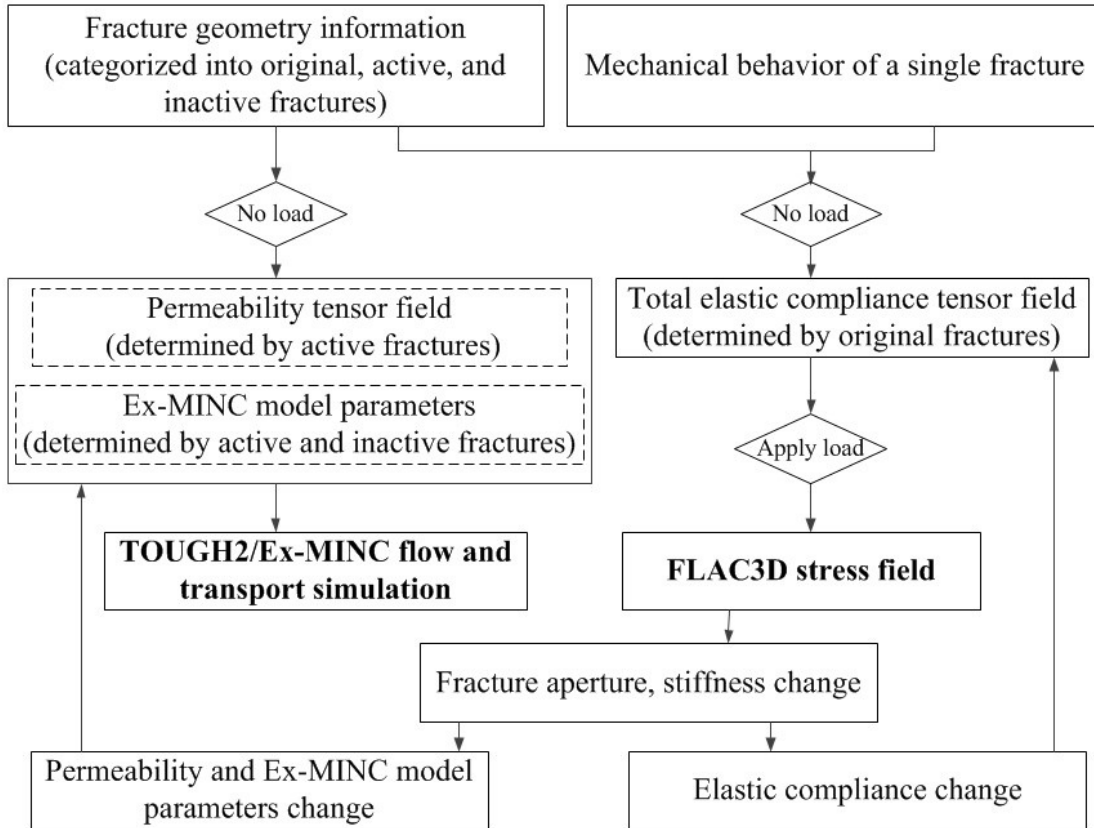 Fracture geometry information
(categorized into original, active, and
inactive fractures)
Mechanical behavior of a single fracture
No load
No load
Permeability tensor field
(determined by active fractures)
Ex-MINC model parameters
(determined by active and inactive fractures)
Total elastic compliance tensor field
(determined by original fractures)
Apply load
TOUGH2/Ex-MINC flow and
transport simulation
FLAC3D stress field
Fracture aperture, stiffness change
Permeability and Ex-MINC model
parameters change
Elastic compliance change